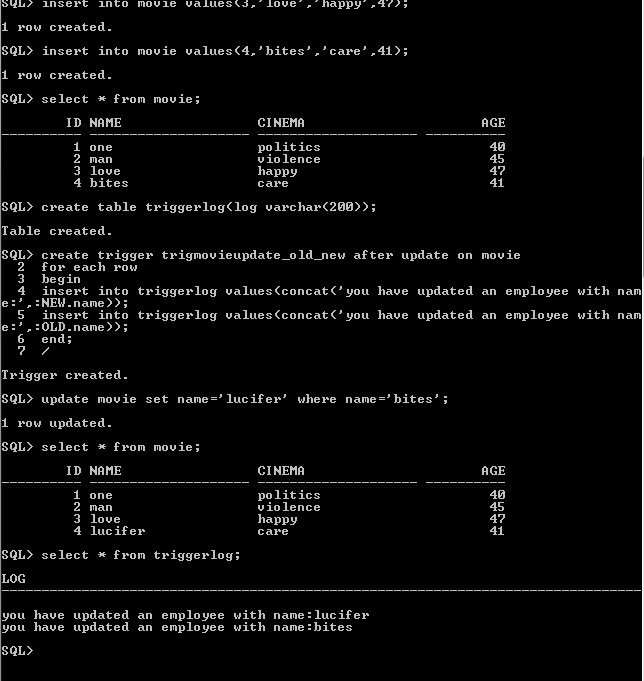 SQL> insert into movie values(3,'love','happy',47);
1 row created.
SQL> insert into movie values(4,'bites','care',41);
1 row created.
SQL> select * from movie;
        ID NAME                 CINEMA                      AGE
---------- -------------------- -------------------- ----------
         1 one                  politics                     40
         2 man                  violence                     45
         3 love                 happy                        47
         4 bites                care                         41
SQL> create table triggerlog(log varchar(200));
Table created.
SQL> create trigger trigmovieupdate_old_new after update on movie
  2  for each row
  3  begin
  4  insert into triggerlog values(concat('you have updated an employee with nam
e:',:NEW.name));
  5  insert into triggerlog values(concat('you have updated an employee with nam
e:',:OLD.name));
  6  end;
  7  /
Trigger created.
SQL> update movie set name='lucifer' where name='bites';
1 row updated.
SQL> select * from movie;
        ID NAME                 CINEMA                      AGE
---------- -------------------- -------------------- ----------
         1 one                  politics                     40
         2 man                  violence                     45
         3 love                 happy                        47
         4 lucifer              care                         41
SQL> select * from triggerlog;
LOG
--------------------------------------------------------------------------------
you have updated an employee with name:lucifer
you have updated an employee with name:bites
SQL>